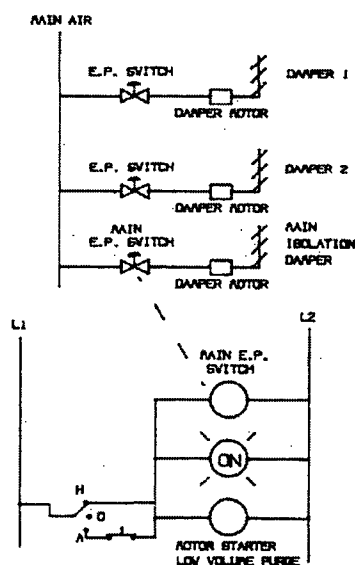 MAIN AIR
E.P. SWITCH
DAMPER 1
DAMPER MOTOR
E.P. SWITCH
DAMPER 2
DAMPER MOTOR
MAIN
E.P. SWITCH
MAIN
ISOLATION
DAMPER
DAMPER MOTOR
L1
L2
MAIN E.P.
SWITCH
ON
H
O
A
MOTOR STARTER
LOW VOLUME PURGE